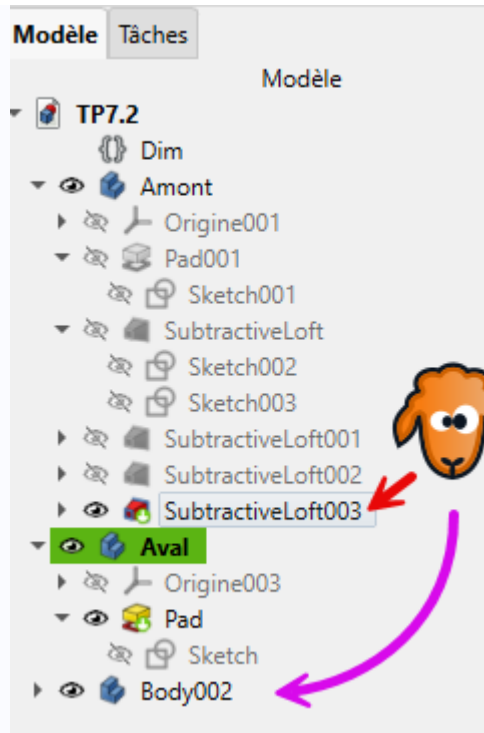 Modèle Tâches
Modèle
TP7.2
Dim
Amont
Origine001
Pad001
Sketch001
SubtractiveLoft
Sketch002
Sketch003
SubtractiveLoft001
SubtractiveLoft002
SubtractiveLoft003
Aval
Origine003
Pad
Sketch
Body002